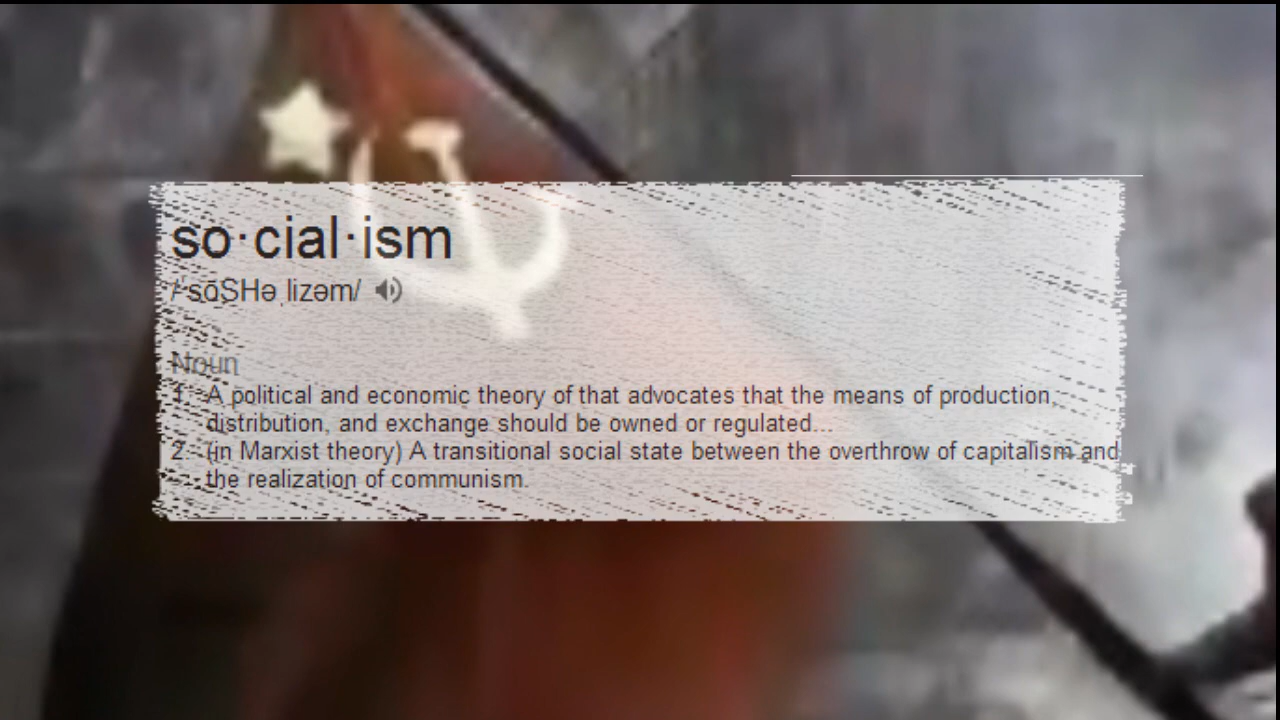 so·cial·ism
/ˈsōSHəˌlizəm/
Noun
1. A political and economic theory of that advocates that the means of production,
distribution, and exchange should be owned or regulated...
2. (in Marxist theory) A transitional social state between the overthrow of capitalism and
the realization of communism.